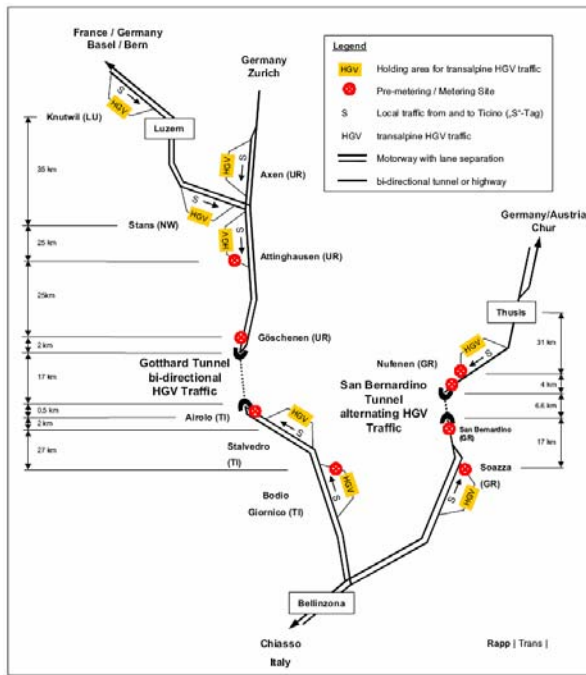 France / Germany
Basel / Bern
Germany
Zurich
Legend
HGV Holding area for transalpine HGV traffic
Pre-metering / Metering Site
S Local traffic from and to Ticino („S“-Tag)
HGV transalpine HGV traffic
Motorway with lane separation
bi-directional tunnel or highway
S
HGV
Knutwil (LU)
Luzern
HGV
S
Axen (UR)
35 km
S
HGV
Stans (NW)
S
HGV
25 km
Attinghausen (UR)
25km
Germany/Austria
Chur
Thusis
31 km
2 km
Göschenen (UR)
Nufenen (GR)
HGV
S
17 km
Gotthard Tunnel
bi-directional
HGV Traffic
San Bernardino
Tunnel
alternating HGV
Traffic
4 km
6,6 km
0,5 km
Airolo (TI)
2 km
HGV
S
San Bernardino
(GR)
17 km
27 km
Stalvedro
(TI)
Soazza
(GR)
HGV
S
HGV
S
Bodio
Giornico (TI)
Bellinzona
Chiasso
Italy
Rapp | Trans |